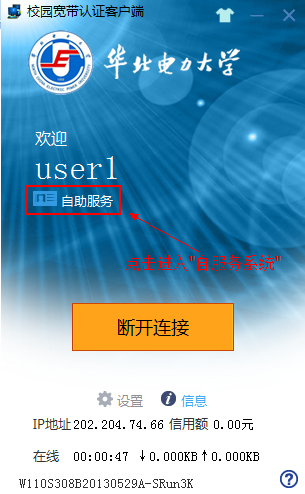 校园宽带认证客户端
华北电力大学
欢迎
user1
自助服务
点击进入"自服务系统"
断开连接
设置 信息
IP地址 202.204.74.66 信用额 0.00元
在线 00:00:47 ↓0.000KB↑0.000KB
W110S308B20130529A-SRun3K